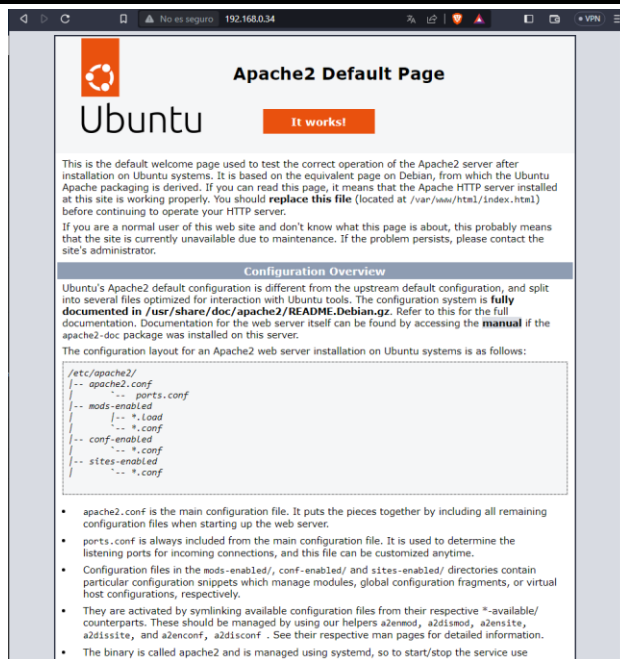 No es seguro 192.168.0.34 VPN
Apache2 Default Page
Ubuntu
It works!
This is the default welcome page used to test the correct operation of the Apache2 server after
installation on Ubuntu systems. It is based on the equivalent page on Debian, from which the Ubuntu
Apache packaging is derived. If you can read this page, it means that the Apache HTTP server installed
at this site is working properly. You should replace this file (located at /var/www/html/index.html)
before continuing to operate your HTTP server.
If you are a normal user of this web site and don't know what this page is about, this probably means
that the site is currently unavailable due to maintenance. If the problem persists, please contact the
site's administrator.
Configuration Overview
Ubuntu's Apache2 default configuration is different from the upstream default configuration, and split
into several files optimized for interaction with Ubuntu tools. The configuration system is fully
documented in /usr/share/doc/apache2/README.Debian.gz. Refer to this for the full
documentation. Documentation for the web server itself can be found by accessing the manual if the
apache2-doc package was installed on this server.
The configuration layout for an Apache2 web server installation on Ubuntu systems is as follows:
/etc/apache2/
|-- apache2.conf
|       `--  ports.conf
|-- mods-enabled
|       |-- *.load
|       `-- *.conf
|-- conf-enabled
|       `-- *.conf
|-- sites-enabled
|       `-- *.conf
• apache2.conf is the main configuration file. It puts the pieces together by including all remaining
configuration files when starting up the web server.
• ports.conf is always included from the main configuration file. It is used to determine the
listening ports for incoming connections, and this file can be customized anytime.
• Configuration files in the mods-enabled/, conf-enabled/ and sites-enabled/ directories contain
particular configuration snippets which manage modules, global configuration fragments, or virtual
host configurations, respectively.
• They are activated by symlinking available configuration files from their respective *-available/
counterparts. These should be managed by using our helpers a2enmod, a2dismod, a2ensite,
a2dissite, and a2enconf, a2disconf . See their respective man pages for detailed information.
• The binary is called apache2 and is managed using systemd, so to start/stop the service use